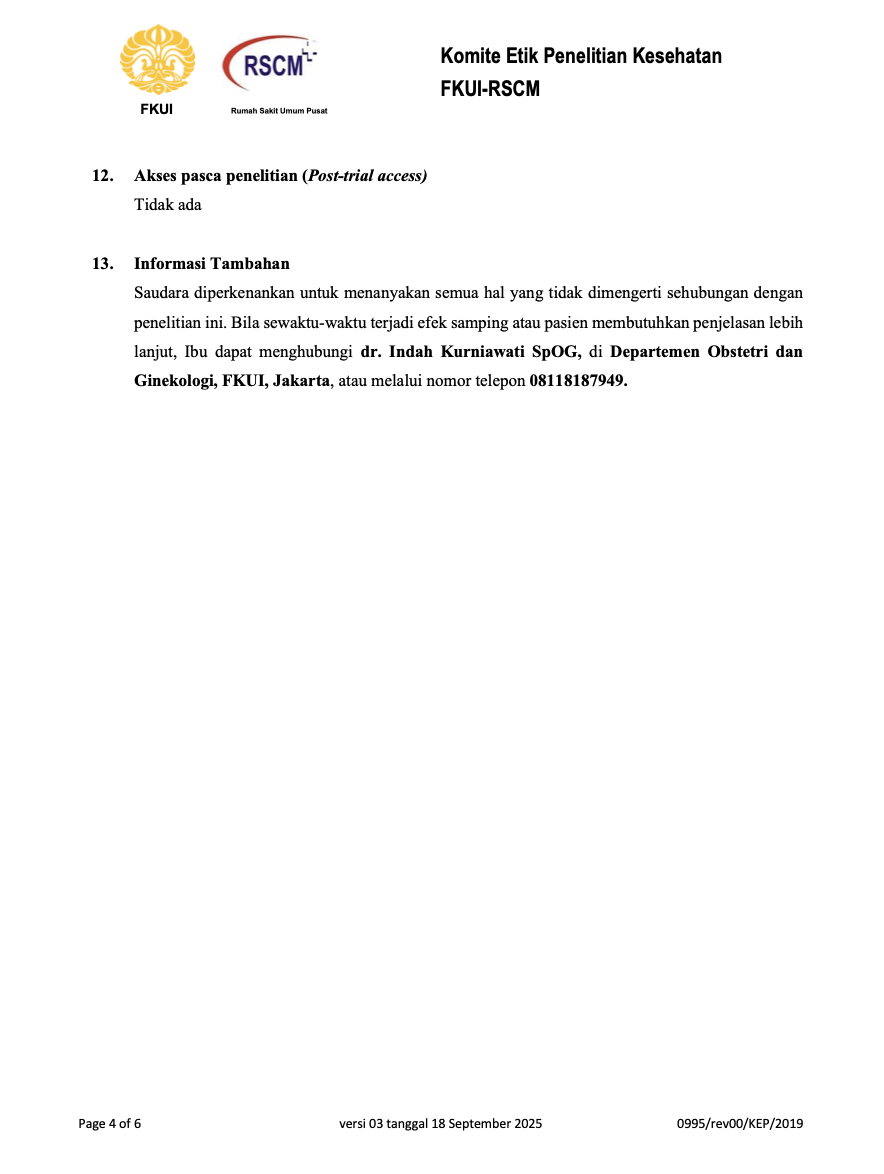 RSCM
FKUI
Rumah Sakit Umum Pusat
Komite Etik Penelitian Kesehatan
FKUI-RSCM
12. Akses pasca penelitian (Post-trial access)
Tidak ada
13. Informasi Tambahan
Saudara diperkenankan untuk menanyakan semua hal yang tidak dimengerti sehubungan dengan
penelitian ini. Bila sewaktu-waktu terjadi efek samping atau pasien membutuhkan penjelasan lebih
lanjut, Ibu dapat menghubungi dr. Indah Kurniawati SpOG, di Departemen Obstetri dan
Ginekologi, FKUI, Jakarta, atau melalui nomor telepon 08118187949.
Page 4 of 6
versi 03 tanggal 18 September 2025
0995/rev00/KEP/2019